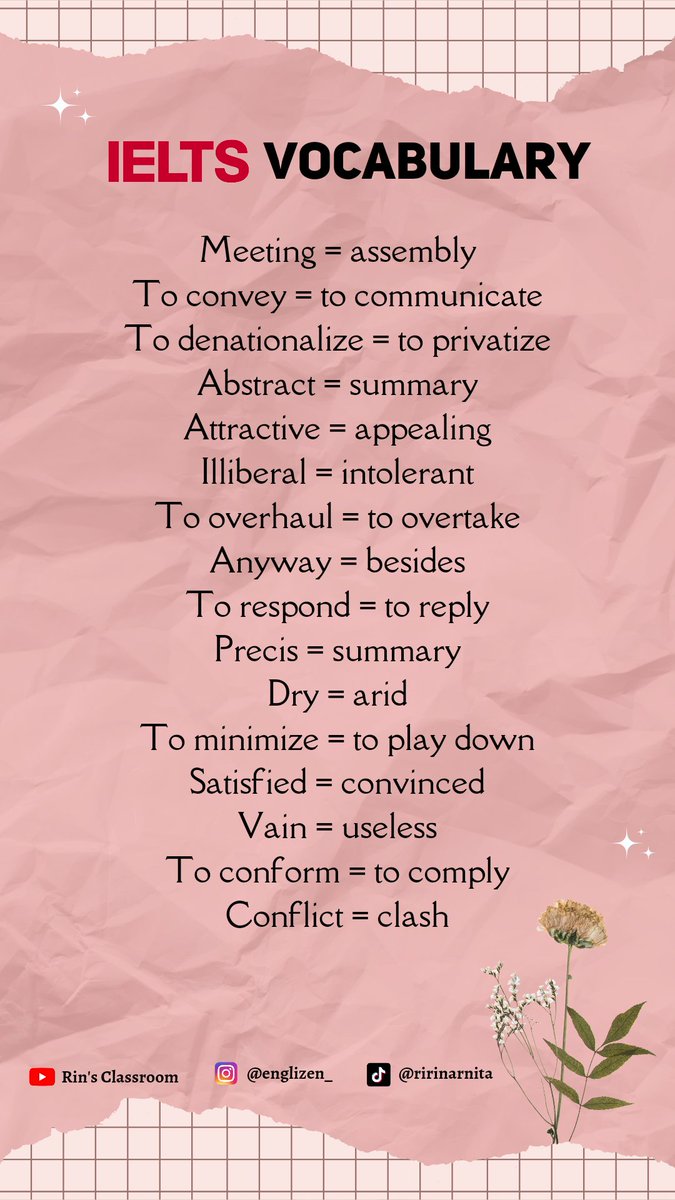 IELTS VOCABULARY
Meeting = assembly
To convey = to communicate
To denationalize = to privatize
Abstract = summary
Attractive = appealing
Illiberal = intolerant
To overhaul = to overtake
Anyway = besides
To respond = to reply
Precis = summary
Dry = arid
To minimize = to play down
Satisfied = convinced
Vain = useless
To conform = to comply
Conflict = clash
Rin's Classroom @englizen_ @ririnarnita